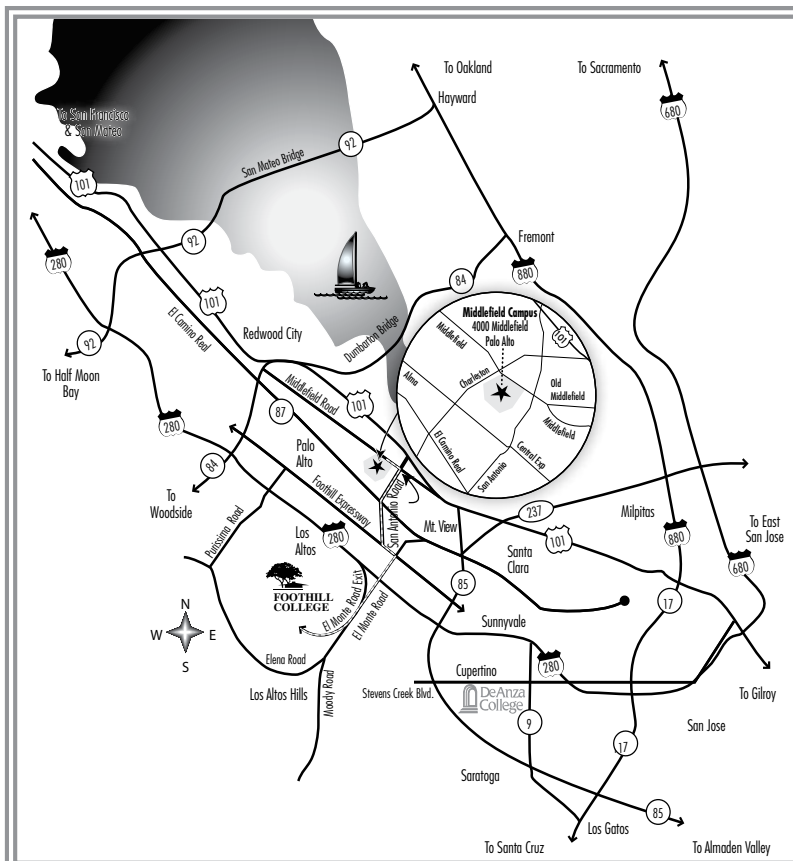 To Oakland
To Sacramento
Hayward
680
To San Francisco
& San Mateo
92
San Mateo Bridge
101
92
280
Fremont
880
84
101
El Camino Real
Redwood City
Dumbarton Bridge
92
To Half Moon
Bay
Middlefield Campus
4000 Middlefield
Palo Alto
Middlefield
101
Charleston
Alma
Old
Middlefield
Middlefield
El Camino Real
Central Exp
San Antonio
Middlefield Road
101
280
87
Palo
Alto
84
To
Woodside
Foothill Expressway
San Antonio Road
237
Milpitas
Mt. View
To East
San Jose
Purissima Road
Los
Altos
280
Santa
Clara
101
880
680
85
17
FOOTHILL
COLLEGE
El Monte Road Exit
El Monte Road
N
W
E
S
Sunnyvale
Elena Road
Cupertino
280
Los Altos Hills
Moody Road
Stevens Creek Blvd.
DeAnza
College
To Gilroy
9
San Jose
17
Saratoga
85
Los Gatos
To Santa Cruz
To Almaden Valley